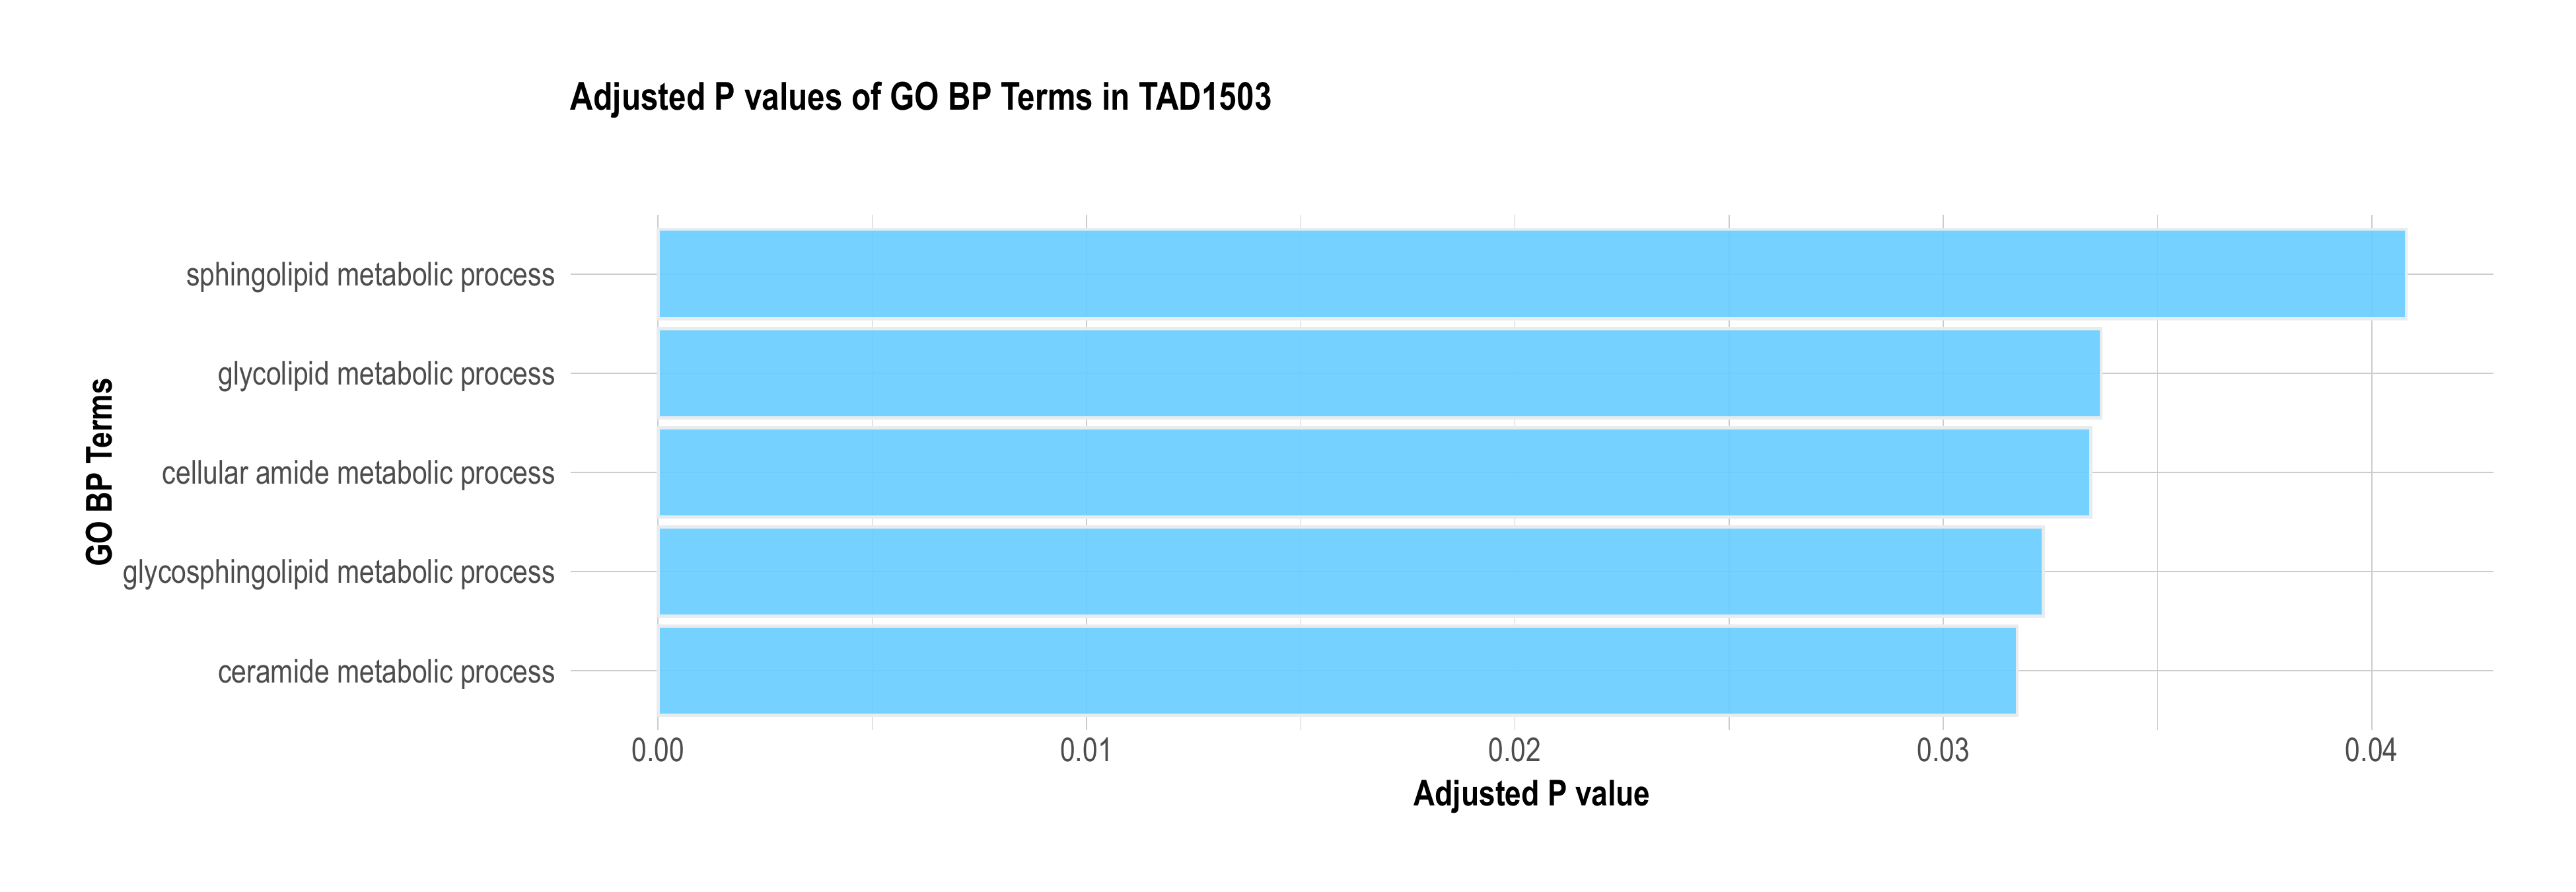 Adjusted P values of GO BP Terms in TAD1503
GO BP Terms
sphingolipid metabolic process
glycolipid metabolic process
cellular amide metabolic process
glycosphingolipid metabolic process
ceramide metabolic process
0.00 0.01 0.02 0.03 0.04
Adjusted P value